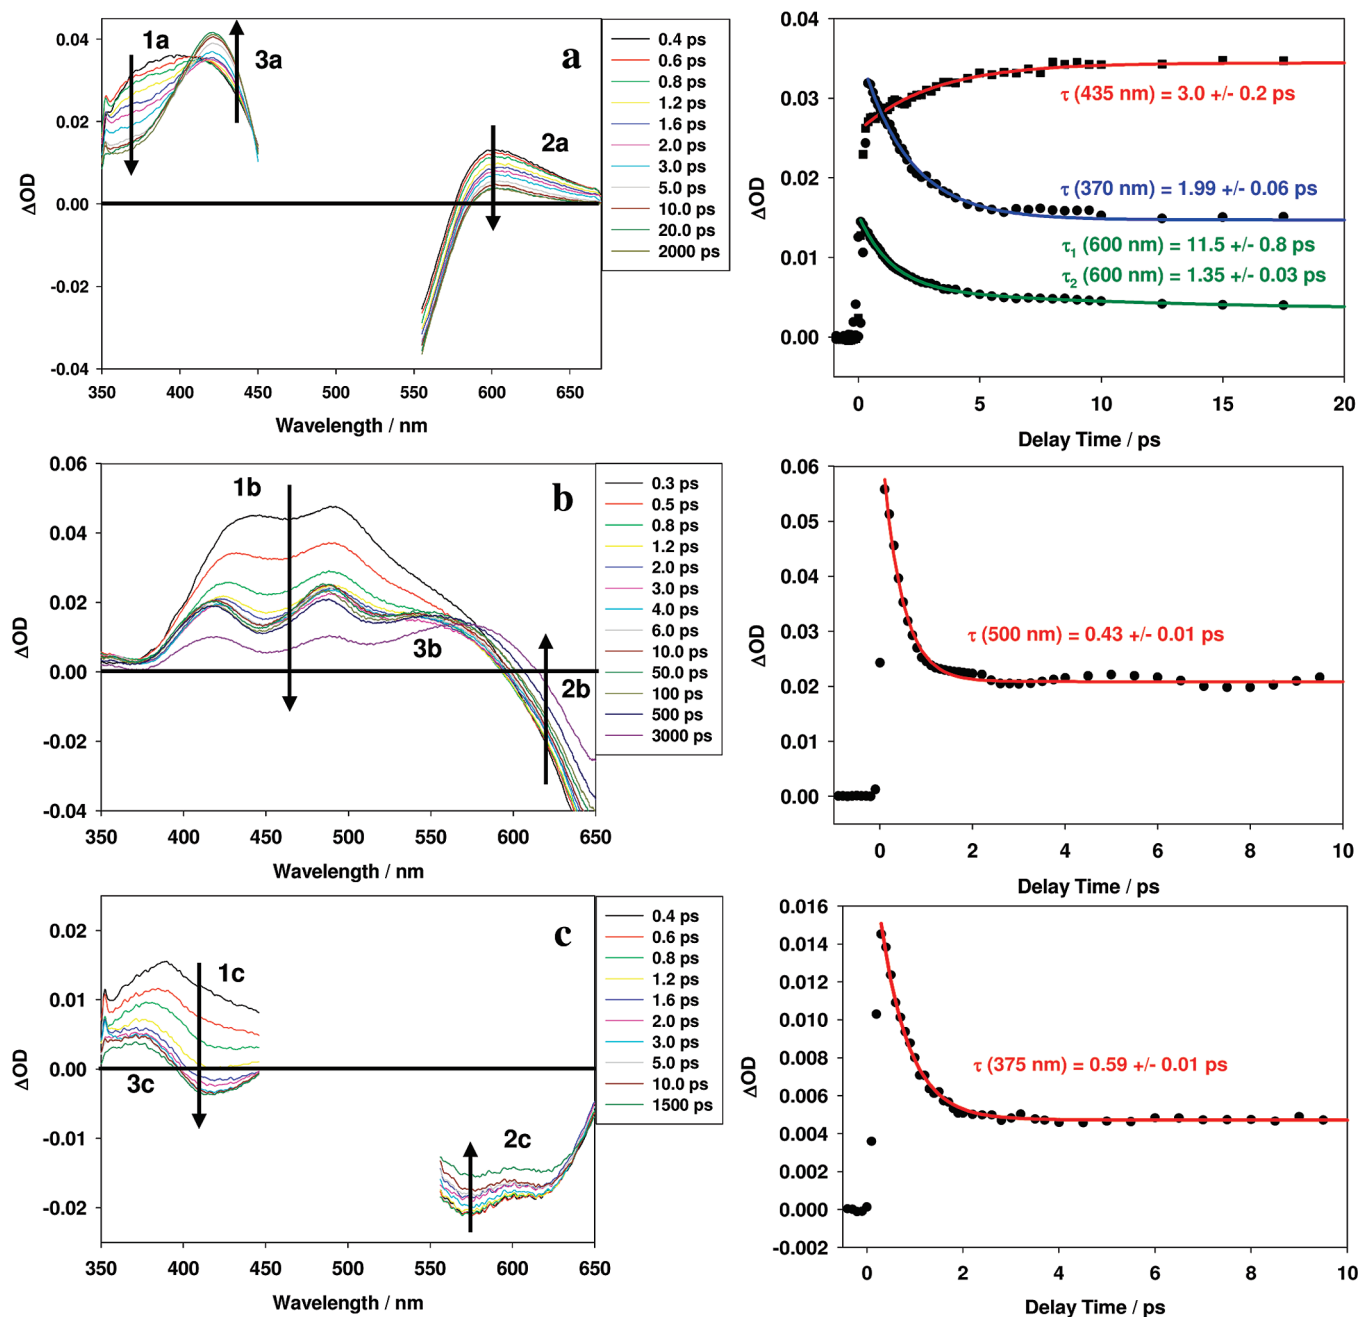 0.04
0.02
0.00
-0.02
-0.04
ΔOD
1a
3a
a
2a
350 400 450 500 550 600 650
Wavelength / nm
0.4 ps
0.6 ps
0.8 ps
1.2 ps
1.6 ps
2.0 ps
3.0 ps
5.0 ps
10.0 ps
20.0 ps
2000 ps
0.04
0.03
0.02
0.01
0.00
ΔOD
τ (435 nm) = 3.0 +/- 0.2 ps
τ (370 nm) = 1.99 +/- 0.06 ps
τ1 (600 nm) = 11.5 +/- 0.8 ps
τ2 (600 nm) = 1.35 +/- 0.03 ps
0 5 10 15 20
Delay Time / ps
0.06
0.04
0.02
0.00
-0.02
-0.04
ΔOD
1b
b
3b
2b
350 400 450 500 550 600 650
Wavelength / nm
0.3 ps
0.5 ps
0.8 ps
1.2 ps
2.0 ps
3.0 ps
4.0 ps
6.0 ps
10.0 ps
50.0 ps
100 ps
500 ps
3000 ps
0.06
0.05
0.04
0.03
0.02
0.01
0.00
ΔOD
τ (500 nm) = 0.43 +/- 0.01 ps
0 2 4 6 8 10
Delay Time / ps
0.02
0.01
0.00
-0.01
-0.02
ΔOD
1c
c
3c
2c
350 400 450 500 550 600 650
Wavelength / nm
0.4 ps
0.6 ps
0.8 ps
1.2 ps
1.6 ps
2.0 ps
3.0 ps
5.0 ps
10.0 ps
1500 ps
0.016
0.014
0.012
0.010
0.008
0.006
0.004
0.002
0.000
-0.002
ΔOD
τ (375 nm) = 0.59 +/- 0.01 ps
0 2 4 6 8 10
Delay Time / ps